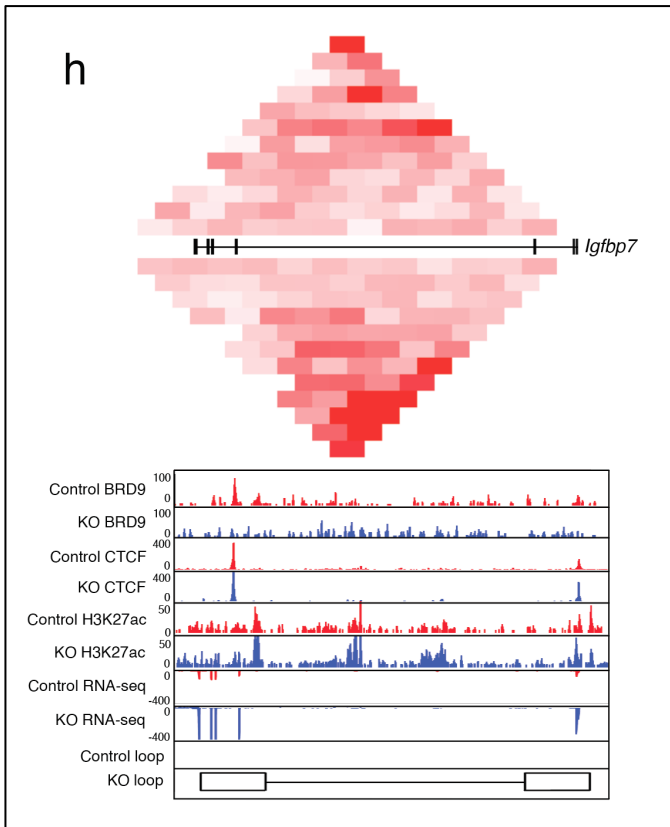 h
Igfbp7
Control BRD9
100
0
KO BRD9
100
0
Control CTCF
400
0
KO CTCF
400
0
Control H3K27ac
50
0
KO H3K27ac
50
0
Control RNA-seq
0
-400
KO RNA-seq
0
-400
Control loop
KO loop